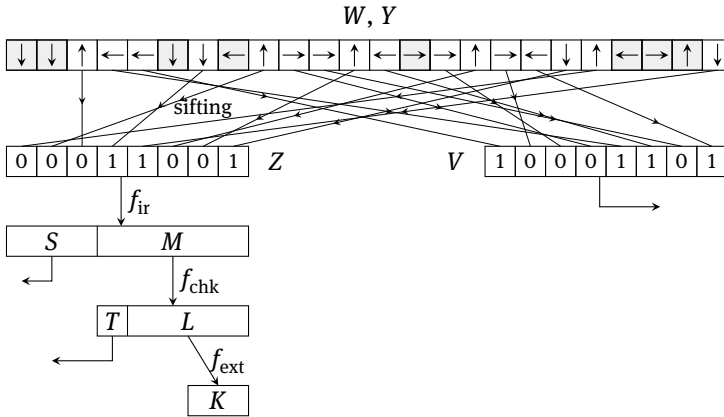 W, Y
↓ ↓ ↑ ← ← ↓ ↓ ← ↑ → → ↑ ← → → ↑ → ← ↓ ↑ ← → ↑ ↓
sifting
0 0 0 1 1 0 0 1 Z V 1 0 0 0 1 1 0 1
f_ir
S M
f_chk
T L
f_ext
K